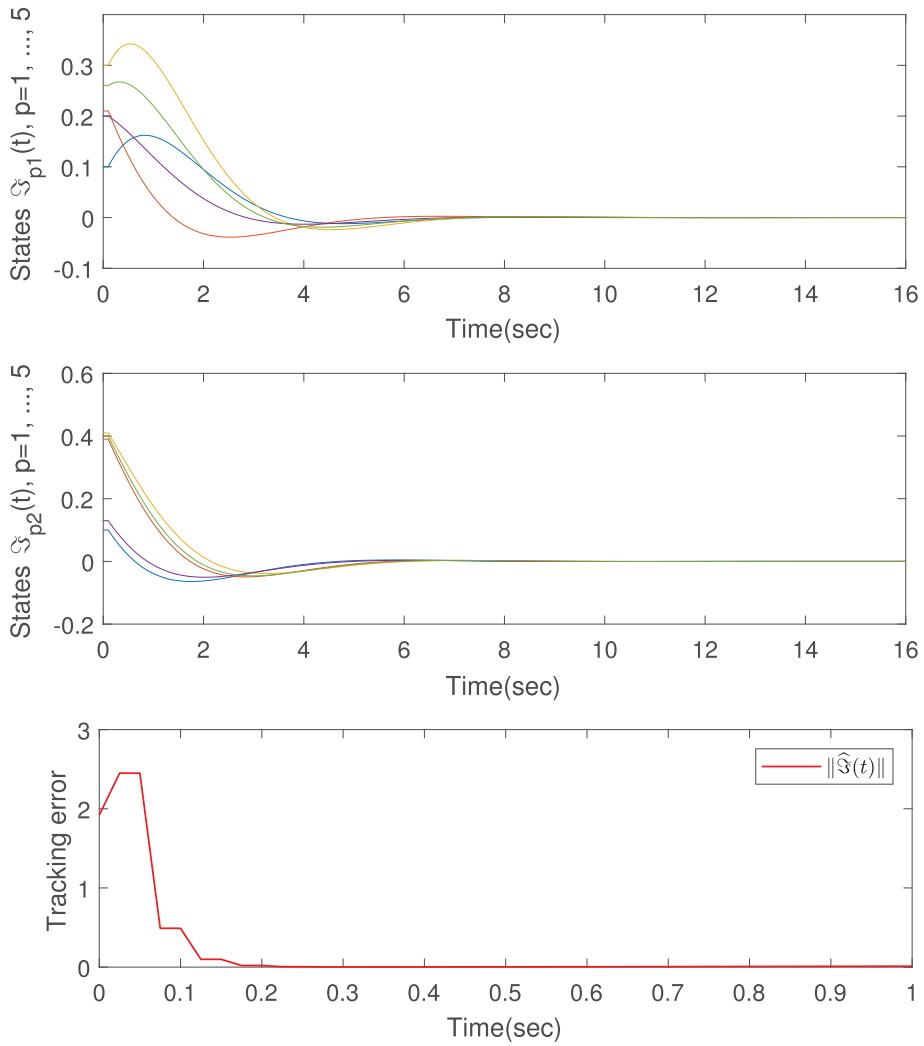 States ℑp1(t), p=1, ..., 5
0.3
0.2
0.1
0
-0.1
0 2 4 6 8 10 12 14 16
Time(sec)
States ℑp2(t), p=1, ..., 5
0.6
0.4
0.2
0
-0.2
0 2 4 6 8 10 12 14 16
Time(sec)
Tracking error
3
2
1
0
‖ℑ̂(t)‖
0 0.1 0.2 0.3 0.4 0.5 0.6 0.7 0.8 0.9 1
Time(sec)